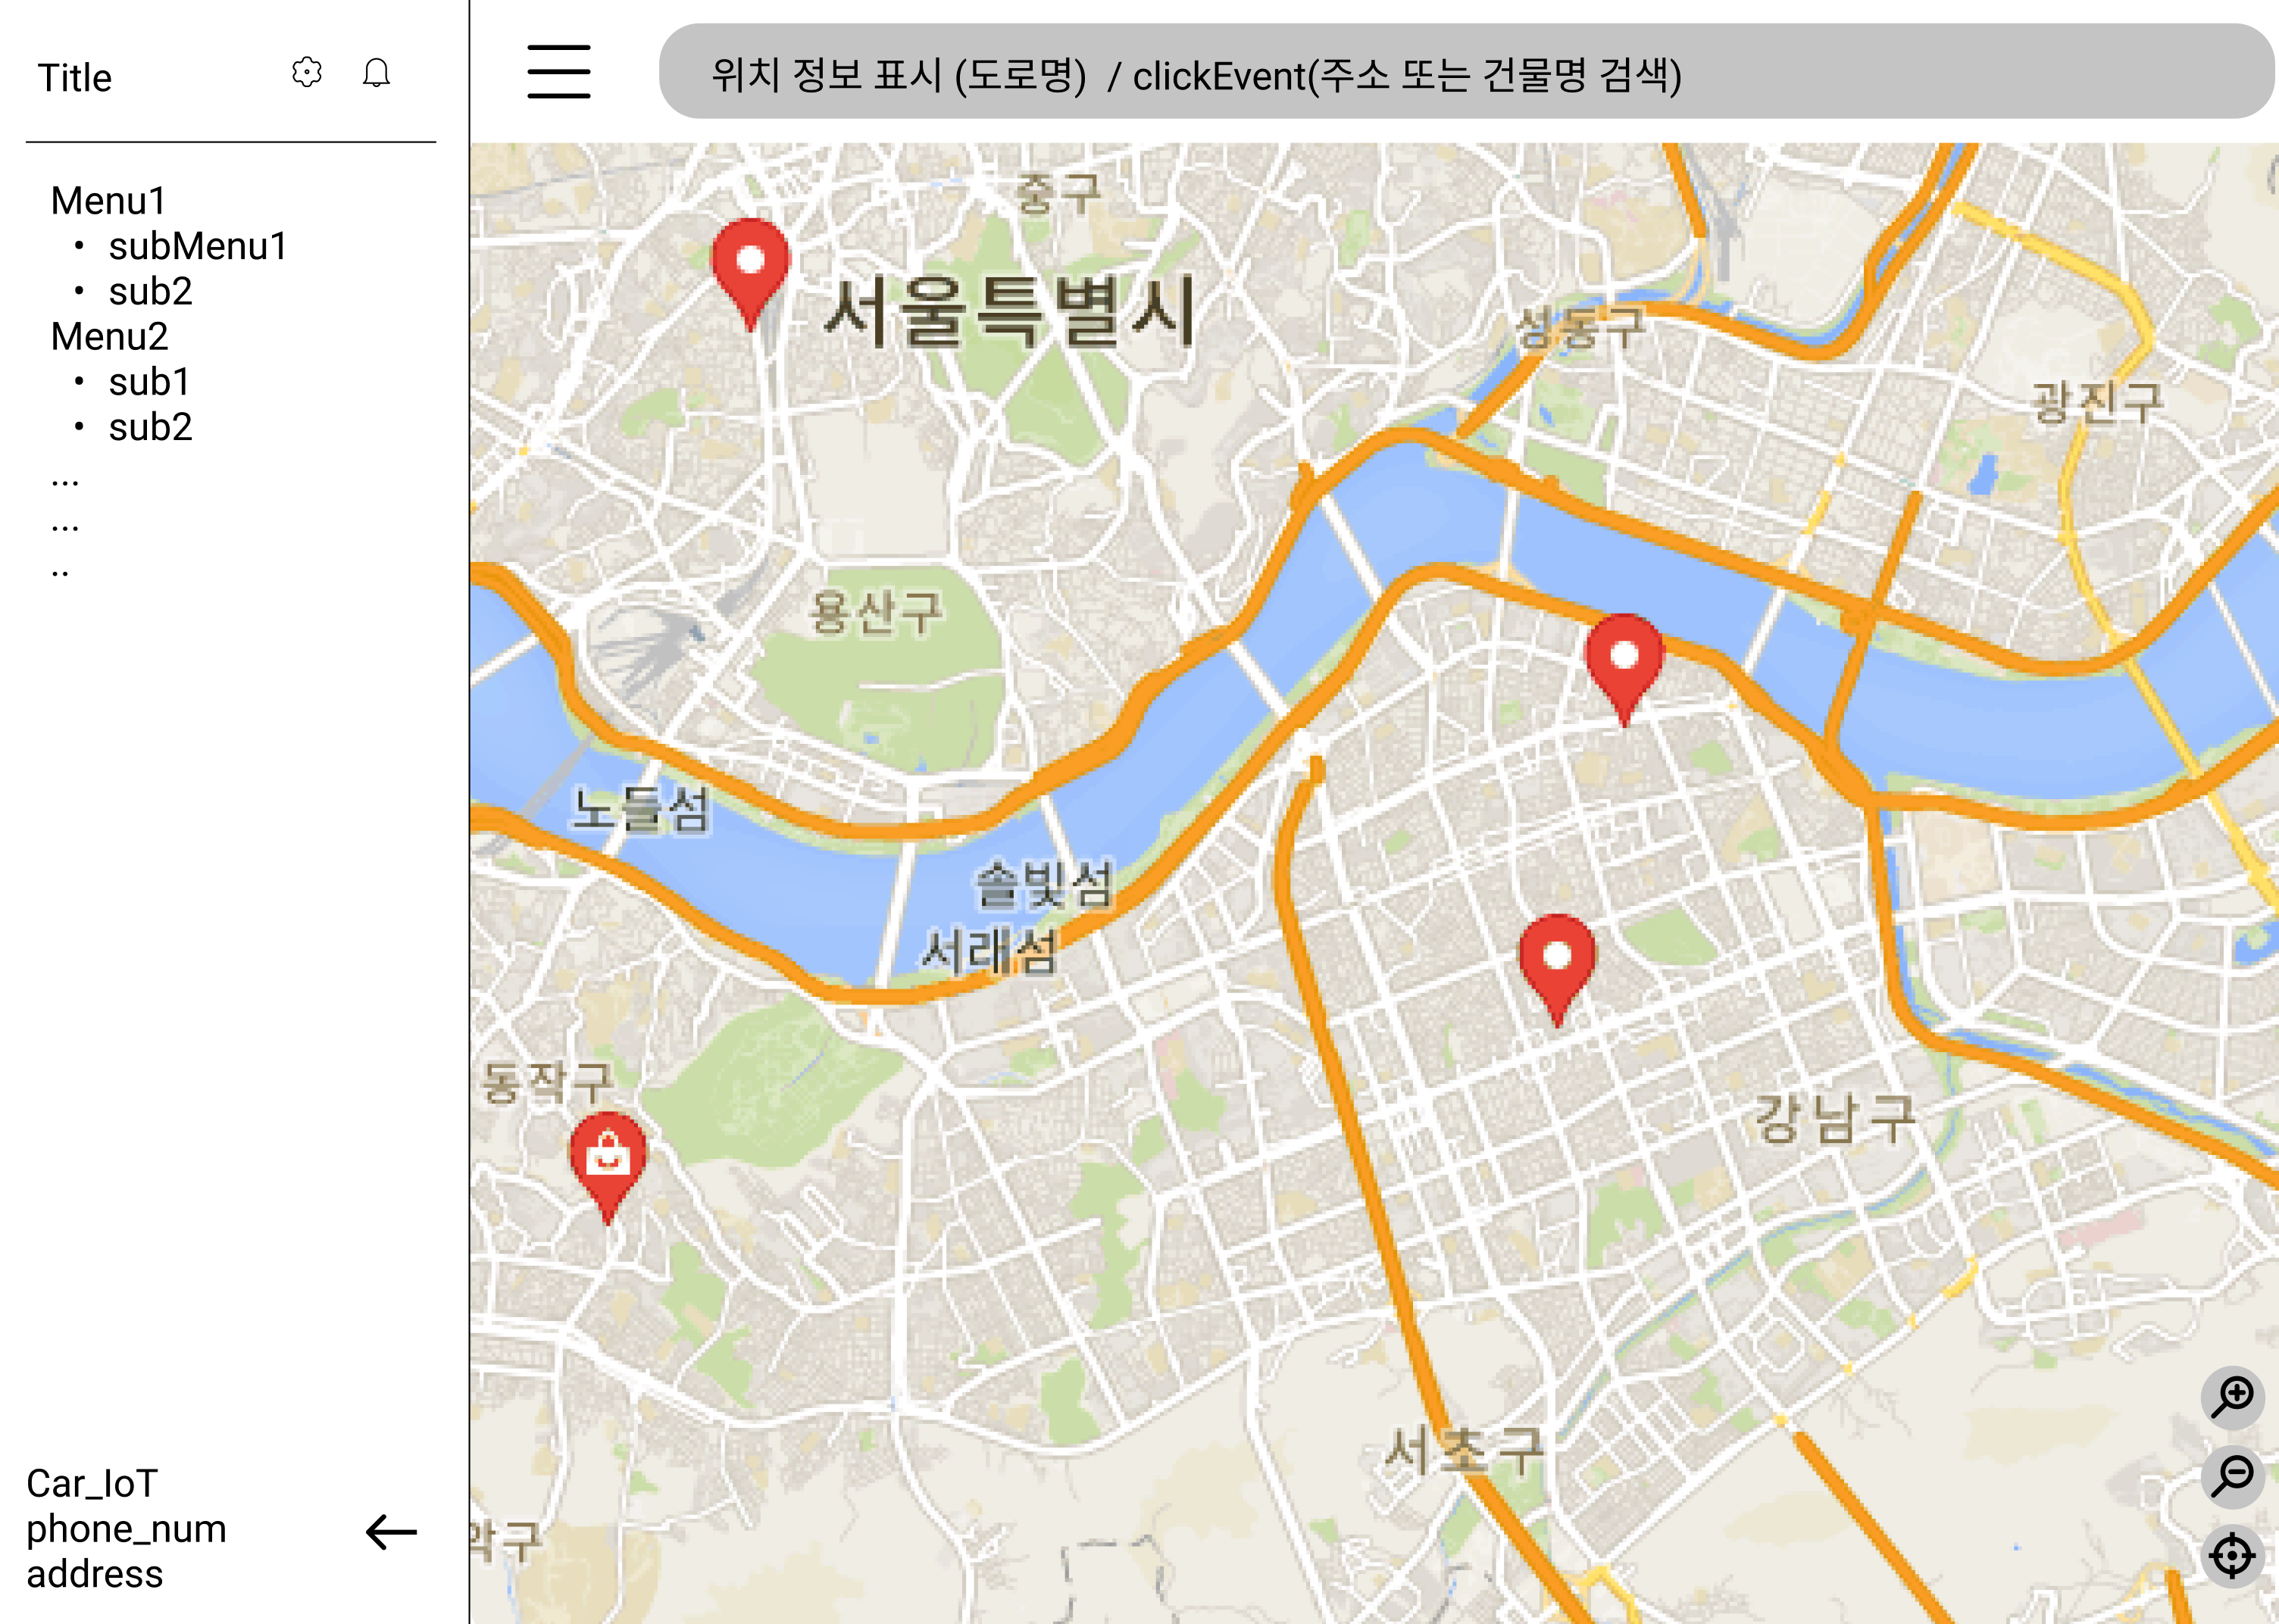 Title
위치 정보 표시 (도로명)  / clickEvent(주소 또는 건물명 검색)
Menu1
• subMenu1
• sub2
Menu2
• sub1
• sub2
...
...
..
Car_IoT
phone_num
address
중구
서울특별시
성동구
광진구
용산구
노들섬
솔빛섬
서래섬
동작구
강남구
서초구
악구